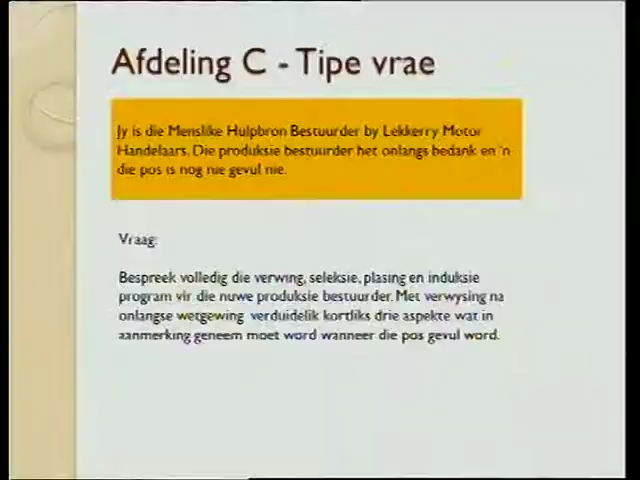 Afdeling C - Tipe vrae
Jy is die Menslike Hulpbron Bestuurder by Lekkerry Motor
Handelaars. Die produksie bestuurder het onlangs bedank en 'n
die pos is nog nie gevul nie.
Vraag:
Bespreek volledig die verwing, seleksie, plasing en induksie
program vir die nuwe produksie bestuurder. Met verwysing na
onlangse wetgewing verduidelik kortliks drie aspekte wat in
aanmerking geneem moet word wanneer die pos gevul word.